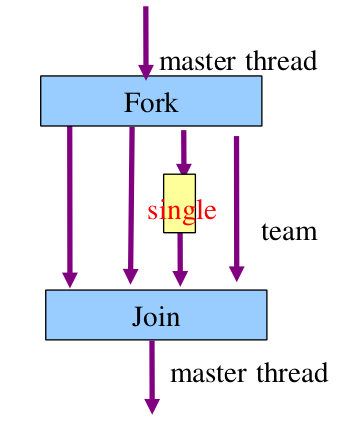 master thread
Fork
single
team
Join
master thread